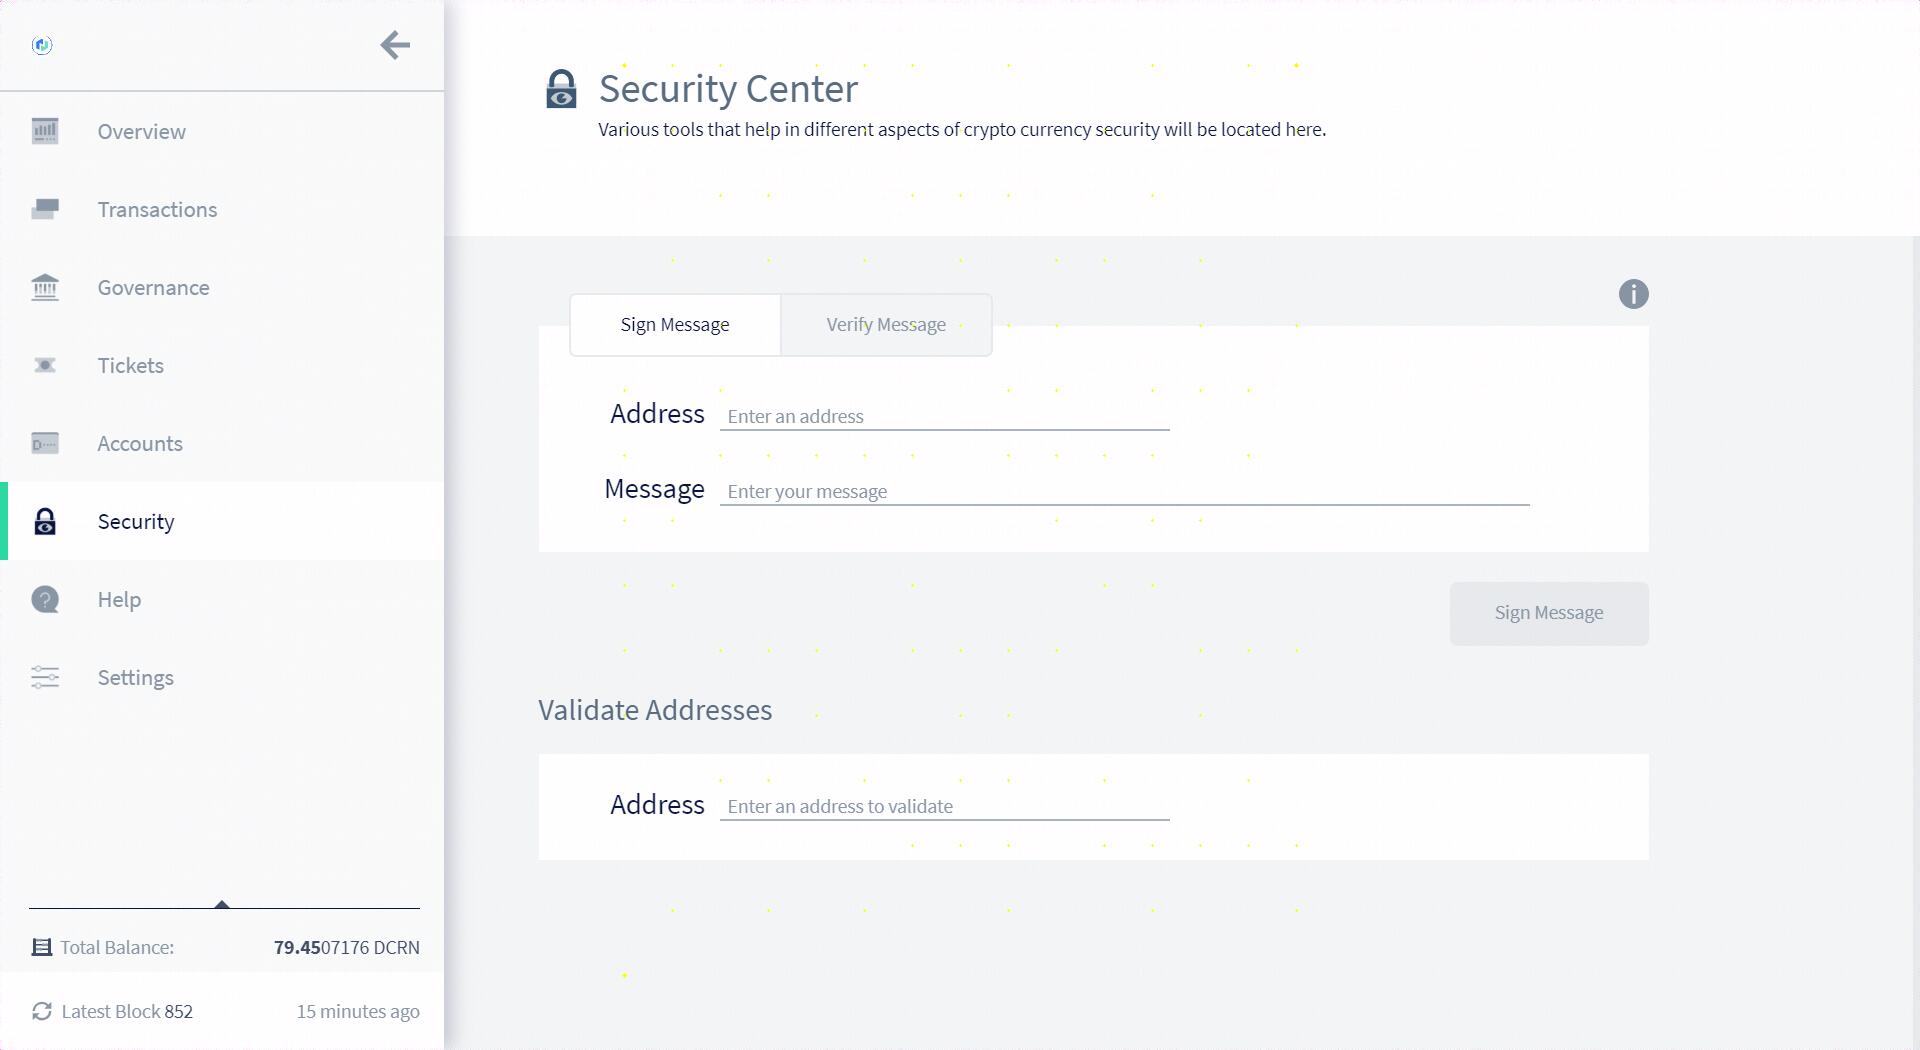 Overview
Transactions
Governance
Tickets
Accounts
Security
Help
Settings
Total Balance: 79.4507176 DCRN
Latest Block 852 15 minutes ago
Security Center
Various tools that help in different aspects of crypto currency security will be located here.
Sign Message Verify Message
Address Enter an address
Message Enter your message
Sign Message
Validate Addresses
Address Enter an address to validate